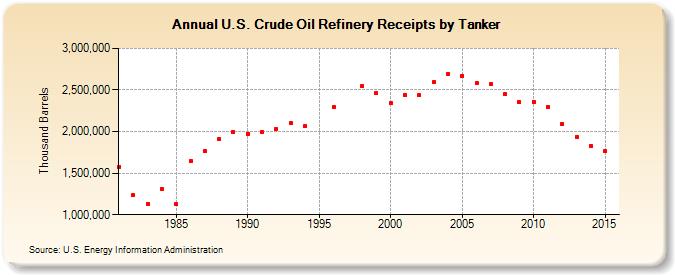 Annual U.S. Crude Oil Refinery Receipts by Tanker
Thousand Barrels
3,000,000
2,500,000
2,000,000
1,500,000
1,000,000
1985 1990 1995 2000 2005 2010 2015
Source: U.S. Energy Information Administration